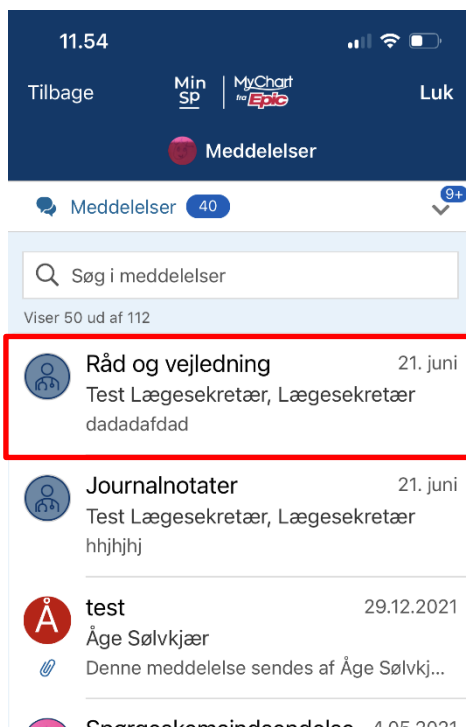 11.54
Tilbage
Min SP
MyChart
fra Epic
Luk
Meddelelser
Meddelelser 40
9+
Søg i meddelelser
Viser 50 ud af 112
Råd og vejledning 21. juni
Test Lægesekretær, Lægesekretær
dadadafdad
Journalnotater 21. juni
Test Lægesekretær, Lægesekretær
hhjhjhj
Å
test 29.12.2021
Åge Sølvkjær
Denne meddelelse sendes af Åge Sølvkj...
Spørgeskemaindsendelse 4.05.2021